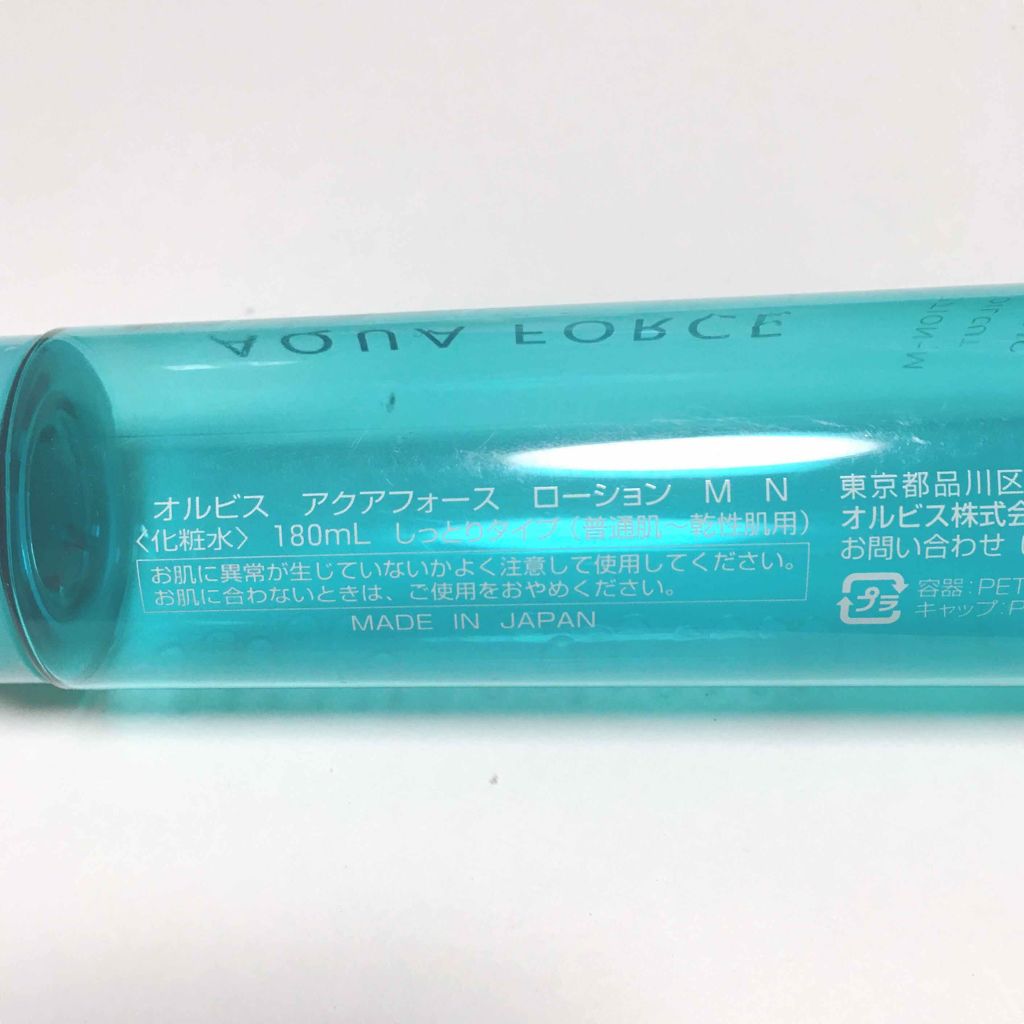 AQUA FORCE
オルビス アクアフォース ローション M N
〈化粧水〉 180mL しっとりタイプ(普通肌~乾性肌用)
お肌に異常が生じていないかよく注意して使用してください。
お肌に合わないときは、ご使用をおやめください。
MADE IN JAPAN
東京都品川区
オルビス株式会
お問い合わせ
プラ
容器:PET
キャップ:P